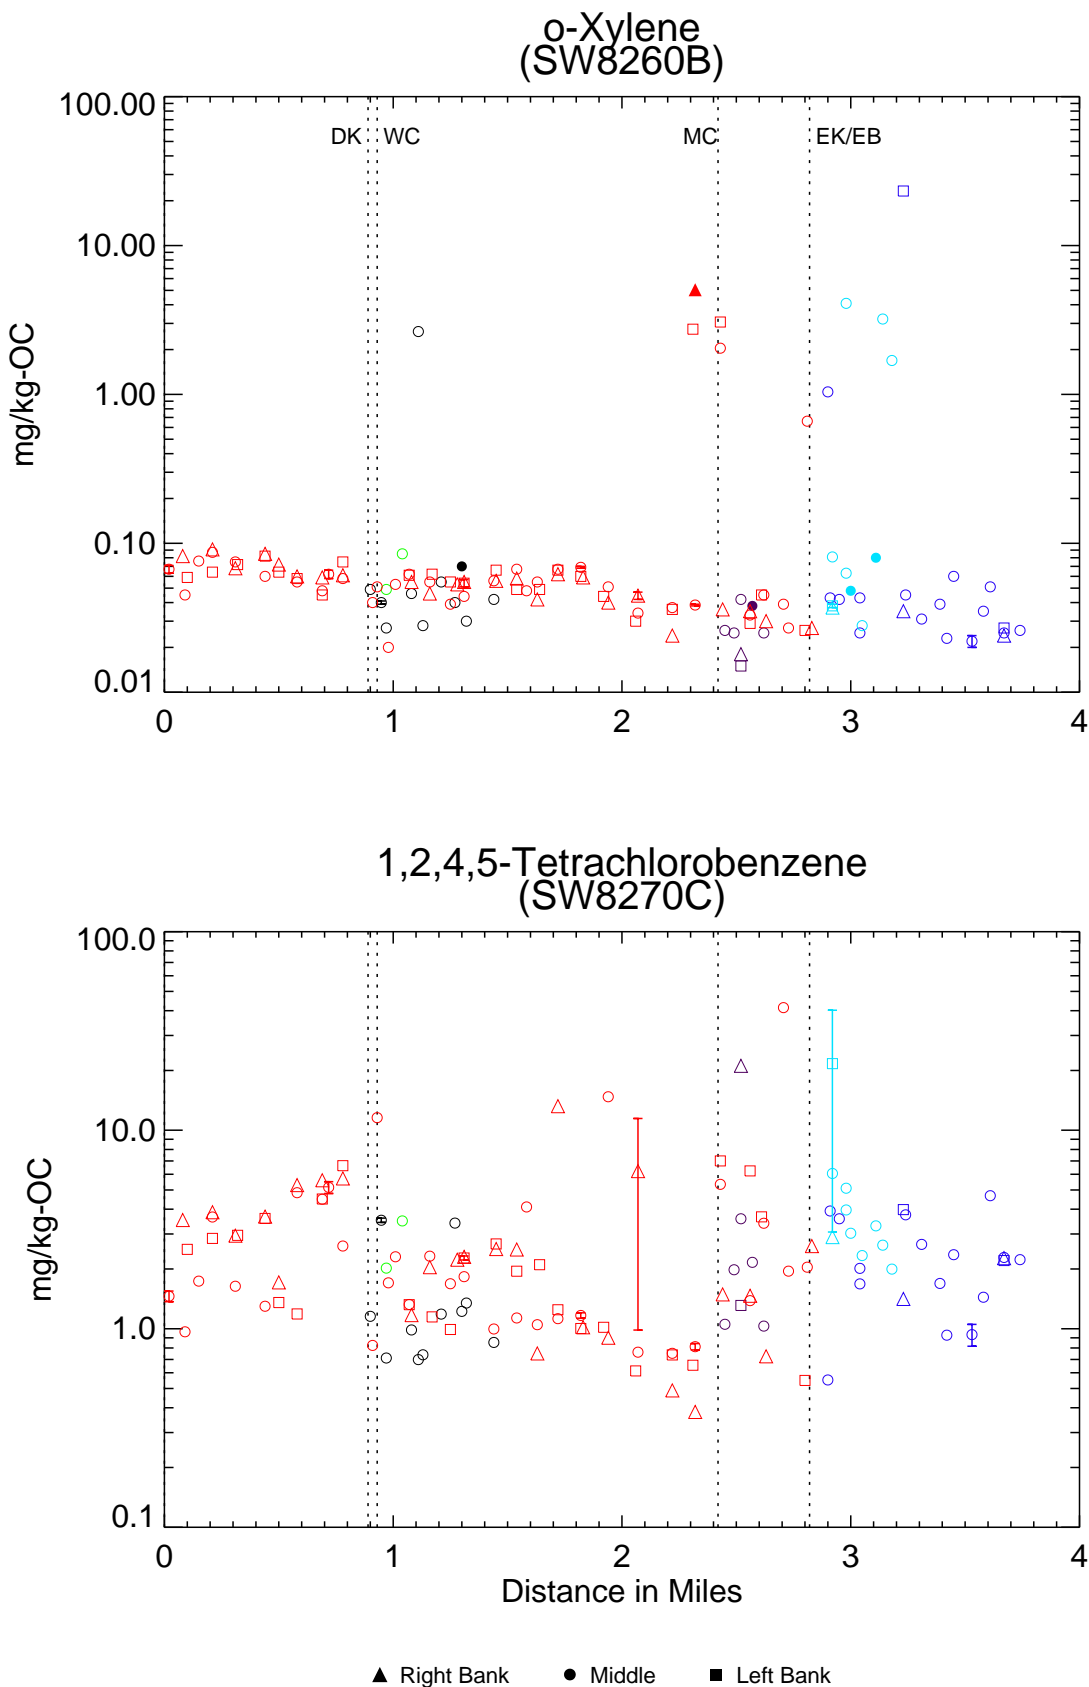 o-Xylene
(SW8260B)
100.00
10.00
1.00
0.10
0.01
mg/kg-OC
DK
WC
MC
EK/EB
0 1 2 3 4
1,2,4,5-Tetrachlorobenzene
(SW8270C)
100.0
10.0
1.0
0.1
mg/kg-OC
0 1 2 3 4
Distance in Miles
Right Bank Middle Left Bank